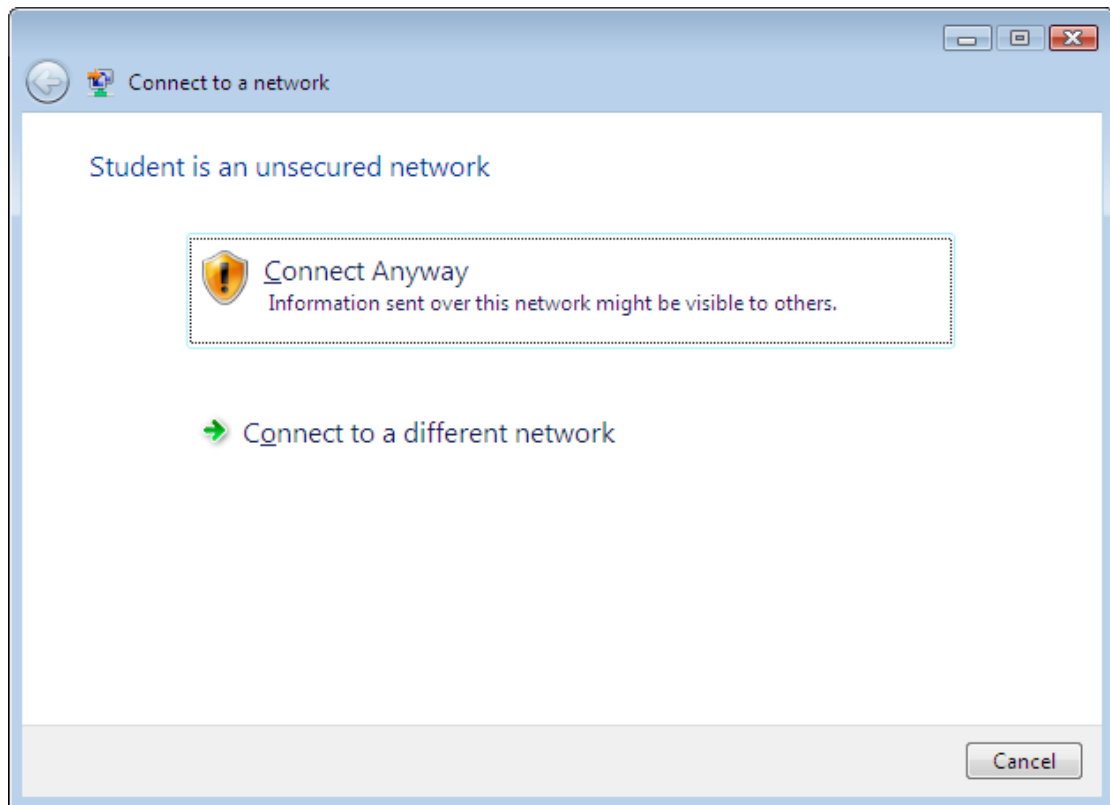 Connect to a network
Student is an unsecured network
Connect Anyway
Information sent over this network might be visible to others.
Connect to a different network
Cancel